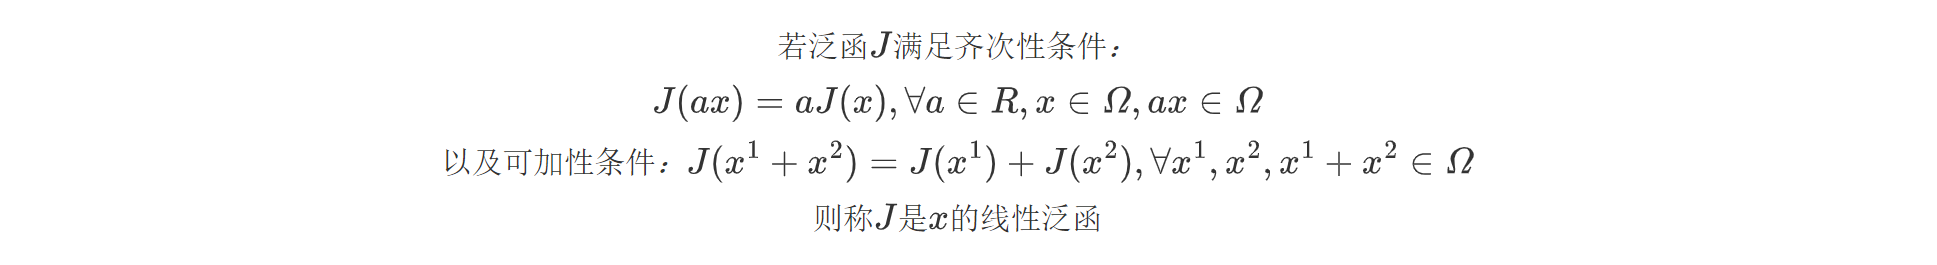 若泛函J满足齐次性条件：
J(ax) = aJ(x), ∀a ∈ R, x ∈ Ω, ax ∈ Ω
以及可加性条件：J(x¹ + x²) = J(x¹) + J(x²), ∀x¹, x², x¹ + x² ∈ Ω
则称J是x的线性泛函